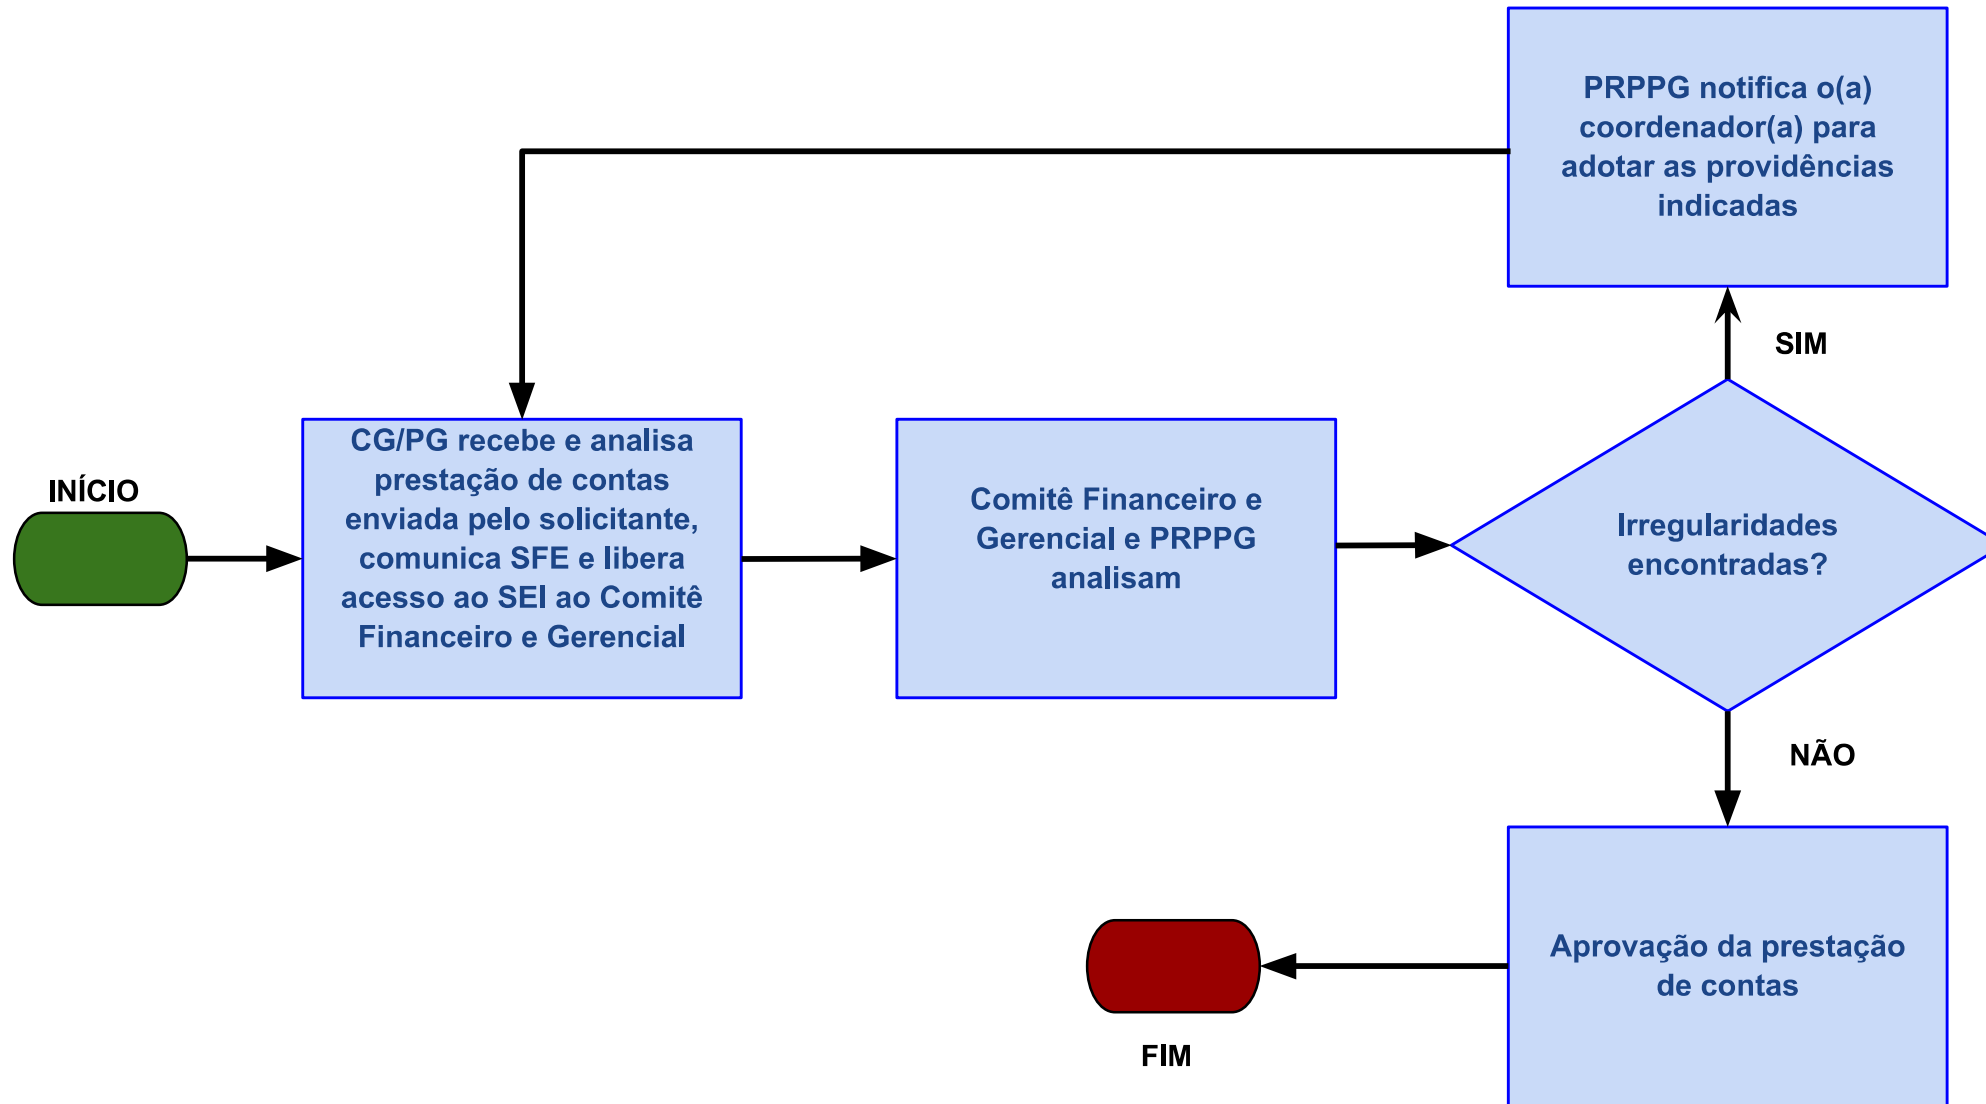 PRPPG notifica o(a)
coordenador(a) para
adotar as providências
indicadas
SIM
INÍCIO
CG/PG recebe e analisa
prestação de contas
enviada pelo solicitante,
comunica SFE e libera
acesso ao SEI ao Comitê
Financeiro e Gerencial
Comitê Financeiro e
Gerencial e PRPPG
analisam
Irregularidades
encontradas?
NÃO
Aprovação da prestação
de contas
FIM